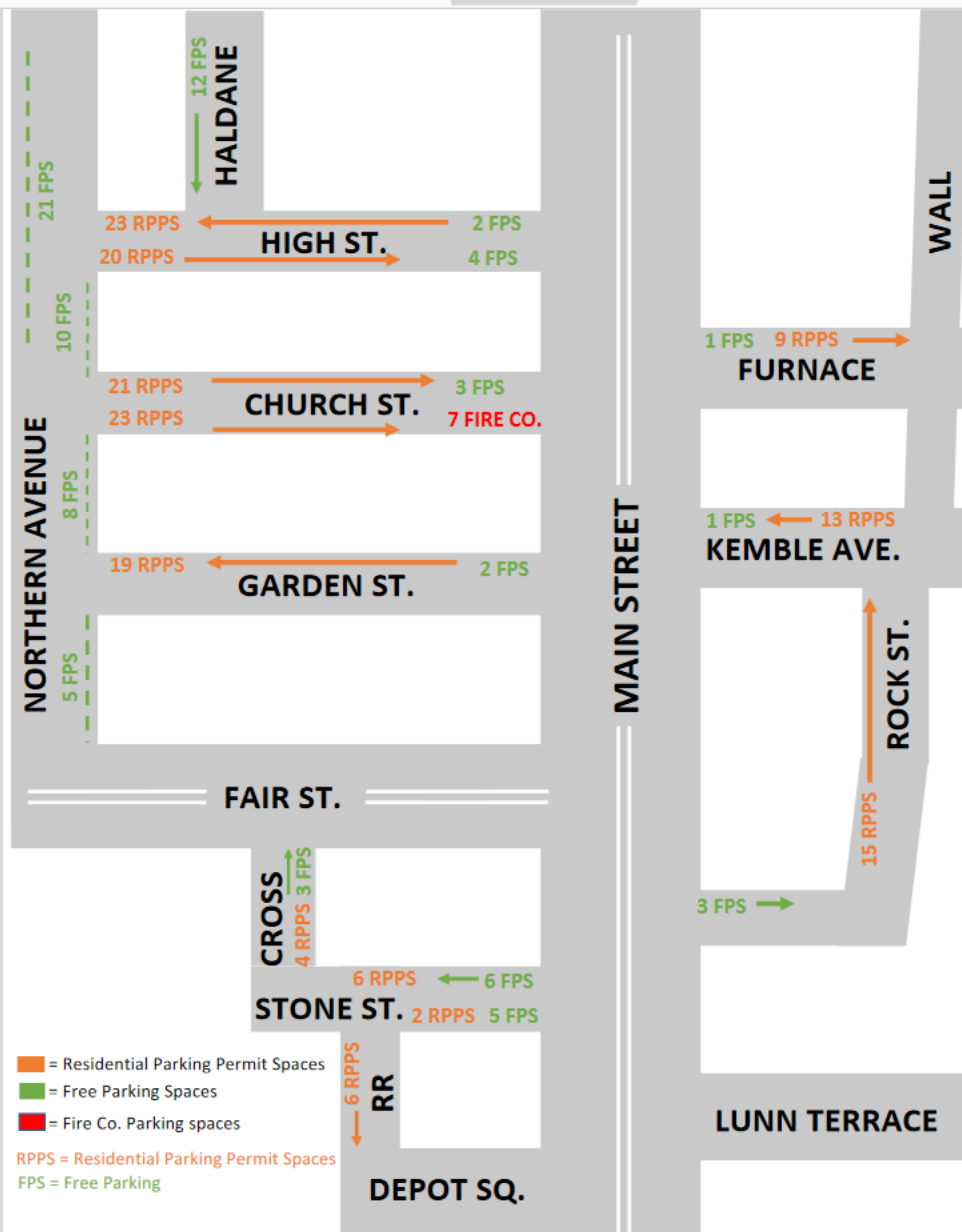 12 FPS
HALDANE
21 FPS
WALL
23 RPPS
2 FPS
HIGH ST.
20 RPPS
4 FPS
10 FPS
1 FPS
9 RPPS
FURNACE
21 RPPS
3 FPS
CHURCH ST.
23 RPPS
7 FIRE CO.
NORTHERN AVENUE
8 FPS
MAIN STREET
1 FPS
13 RPPS
KEMBLE AVE.
19 RPPS
2 FPS
GARDEN ST.
5 FPS
ROCK ST.
15 RPPS
FAIR ST.
CROSS
3 FPS
4 RPPS
3 FPS
6 RPPS
6 FPS
STONE ST.
2 RPPS
5 FPS
6 RPPS
RR
= Residential Parking Permit Spaces
= Free Parking Spaces
= Fire Co. Parking spaces
RPPS = Residential Parking Permit Spaces
FPS = Free Parking
LUNN TERRACE
DEPOT SQ.